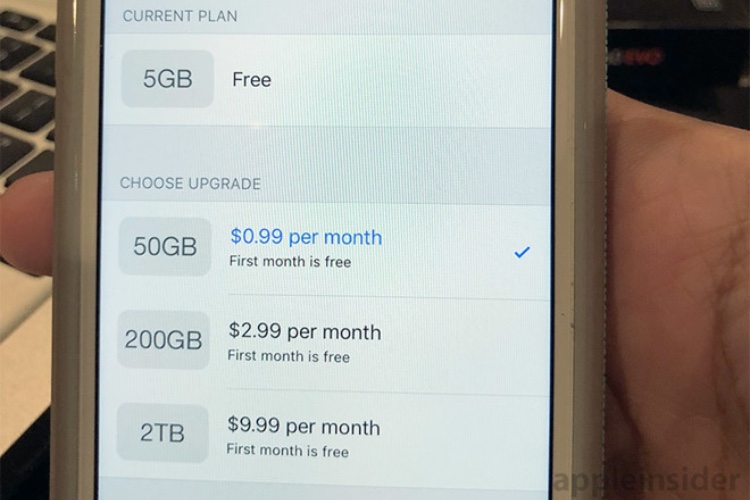 CURRENT PLAN
5GB Free
CHOOSE UPGRADE
50GB $0.99 per month
First month is free
200GB $2.99 per month
First month is free
2TB $9.99 per month
First month is free
EVO
appleinsider